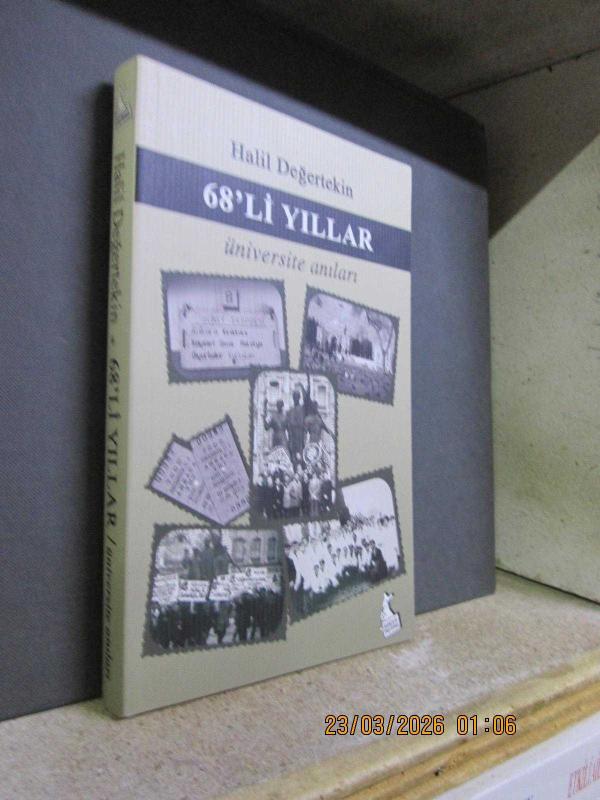 Halil Değertekin
68'Lİ YILLAR
üniversite anıları
Halil Değertekin • 68'Lİ YILLAR / üniversite anıları
23/03/2026 01:06